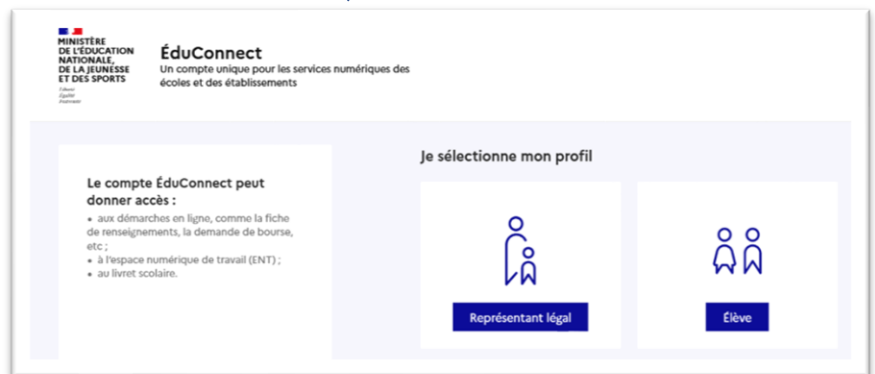 MINISTÈRE
DE L'ÉDUCATION
NATIONALE,
DE LA JEUNESSE
ET DES SPORTS
Liberté
Égalité
Fraternité
ÉduConnect
Un compte unique pour les services numériques des
écoles et des établissements
Le compte ÉduConnect peut
donner accès :
• aux démarches en ligne, comme la fiche
de renseignements, la demande de bourse,
etc ;
• à l'espace numérique de travail (ENT) ;
• au livret scolaire.
Je sélectionne mon profil
Représentant légal
Élève